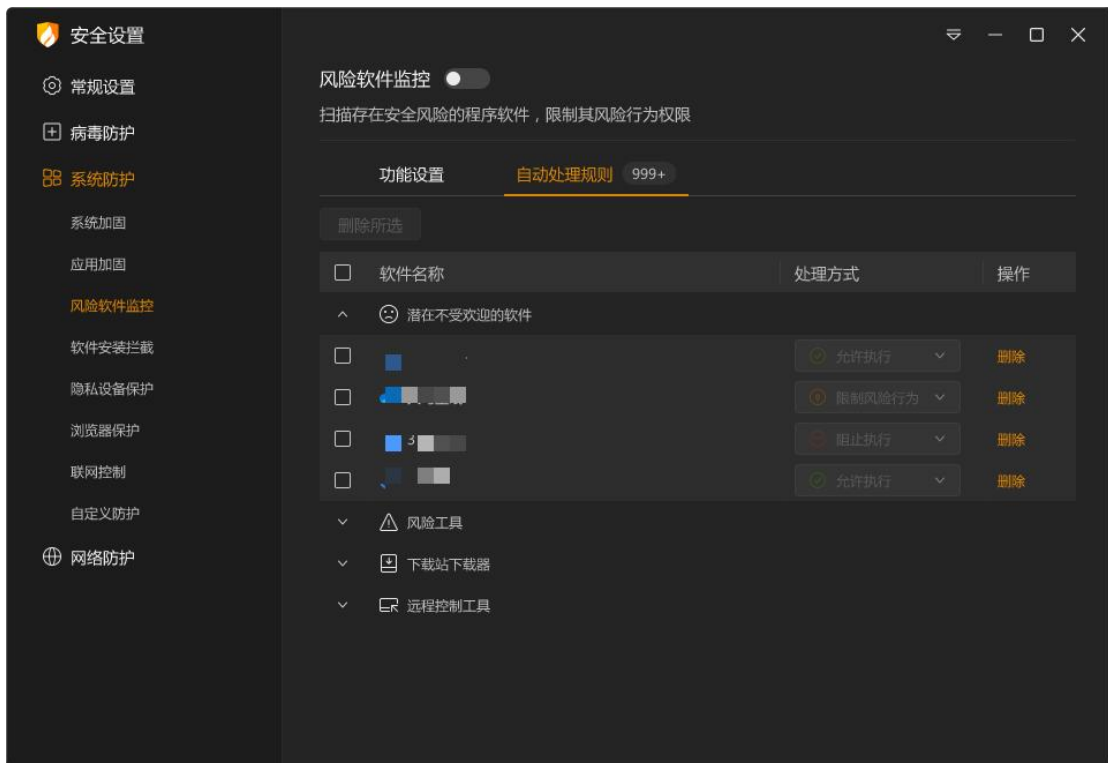 安全设置
常规设置
病毒防护
系统防护
系统加固
应用加固
风险软件监控
软件安装拦截
隐私设备保护
浏览器保护
联网控制
自定义防护
网络防护
风险软件监控
扫描存在安全风险的程序软件，限制其风险行为权限
功能设置 自动处理规则 999+
删除所选
软件名称 处理方式 操作
潜在不受欢迎的软件
允许执行 删除
限制风险行为 删除
3 阻止执行 删除
允许执行 删除
风险工具
下载站下载器
远程控制工具